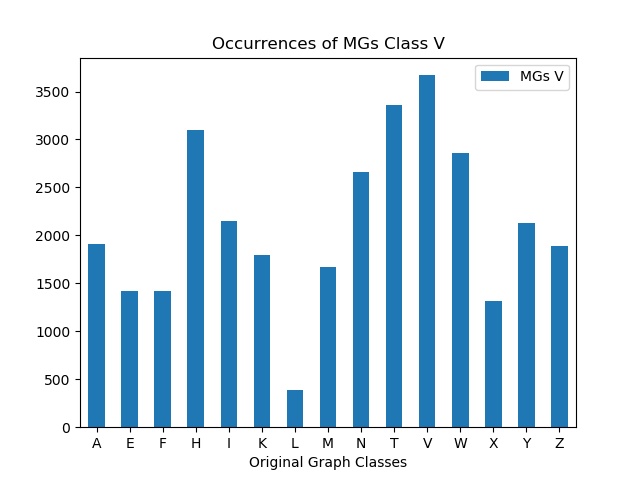 Occurrences of MGs Class V
MGs V
3500
3000
2500
2000
1500
1000
500
0
A E F H I K L M N T V W X Y Z
Original Graph Classes